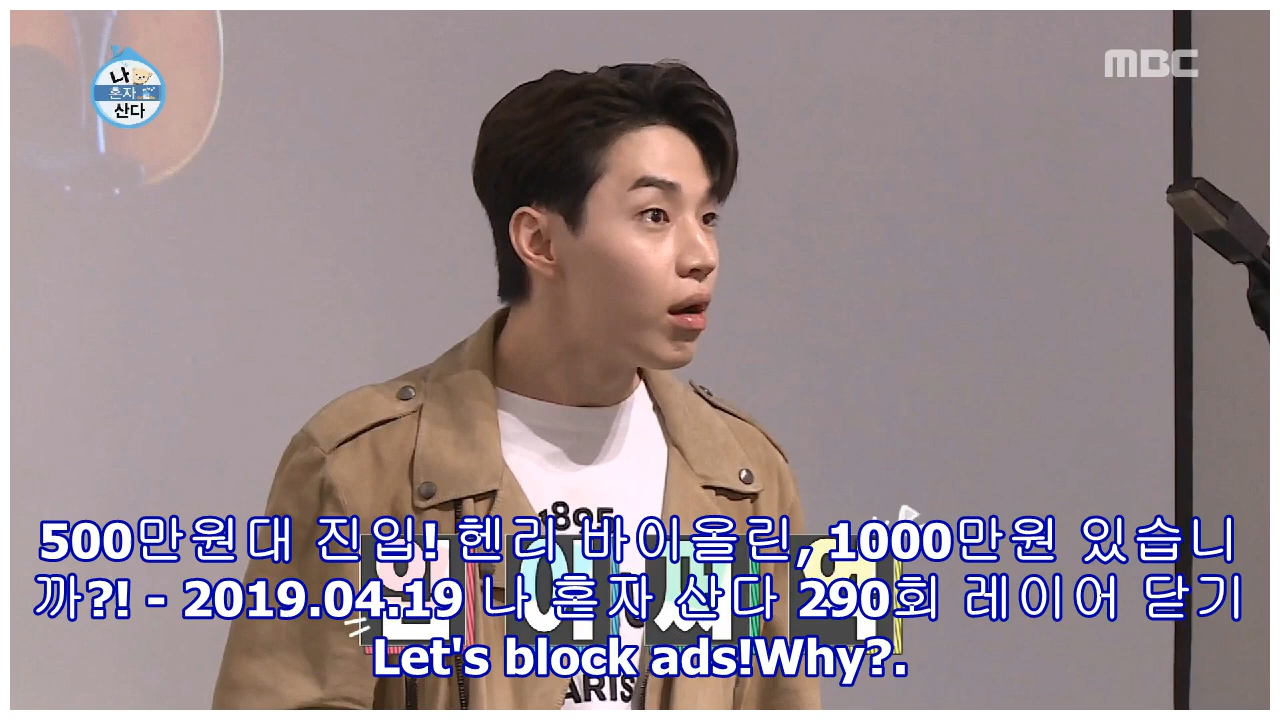 나
혼자
산다
MBC
1895
500만원대 진입! 헨리 바이올린, 1000만원 있습니
까?! - 2019.04.19 나 혼자 산다 290회 레이어 닫기
Let's block ads!Why?.
PARIS